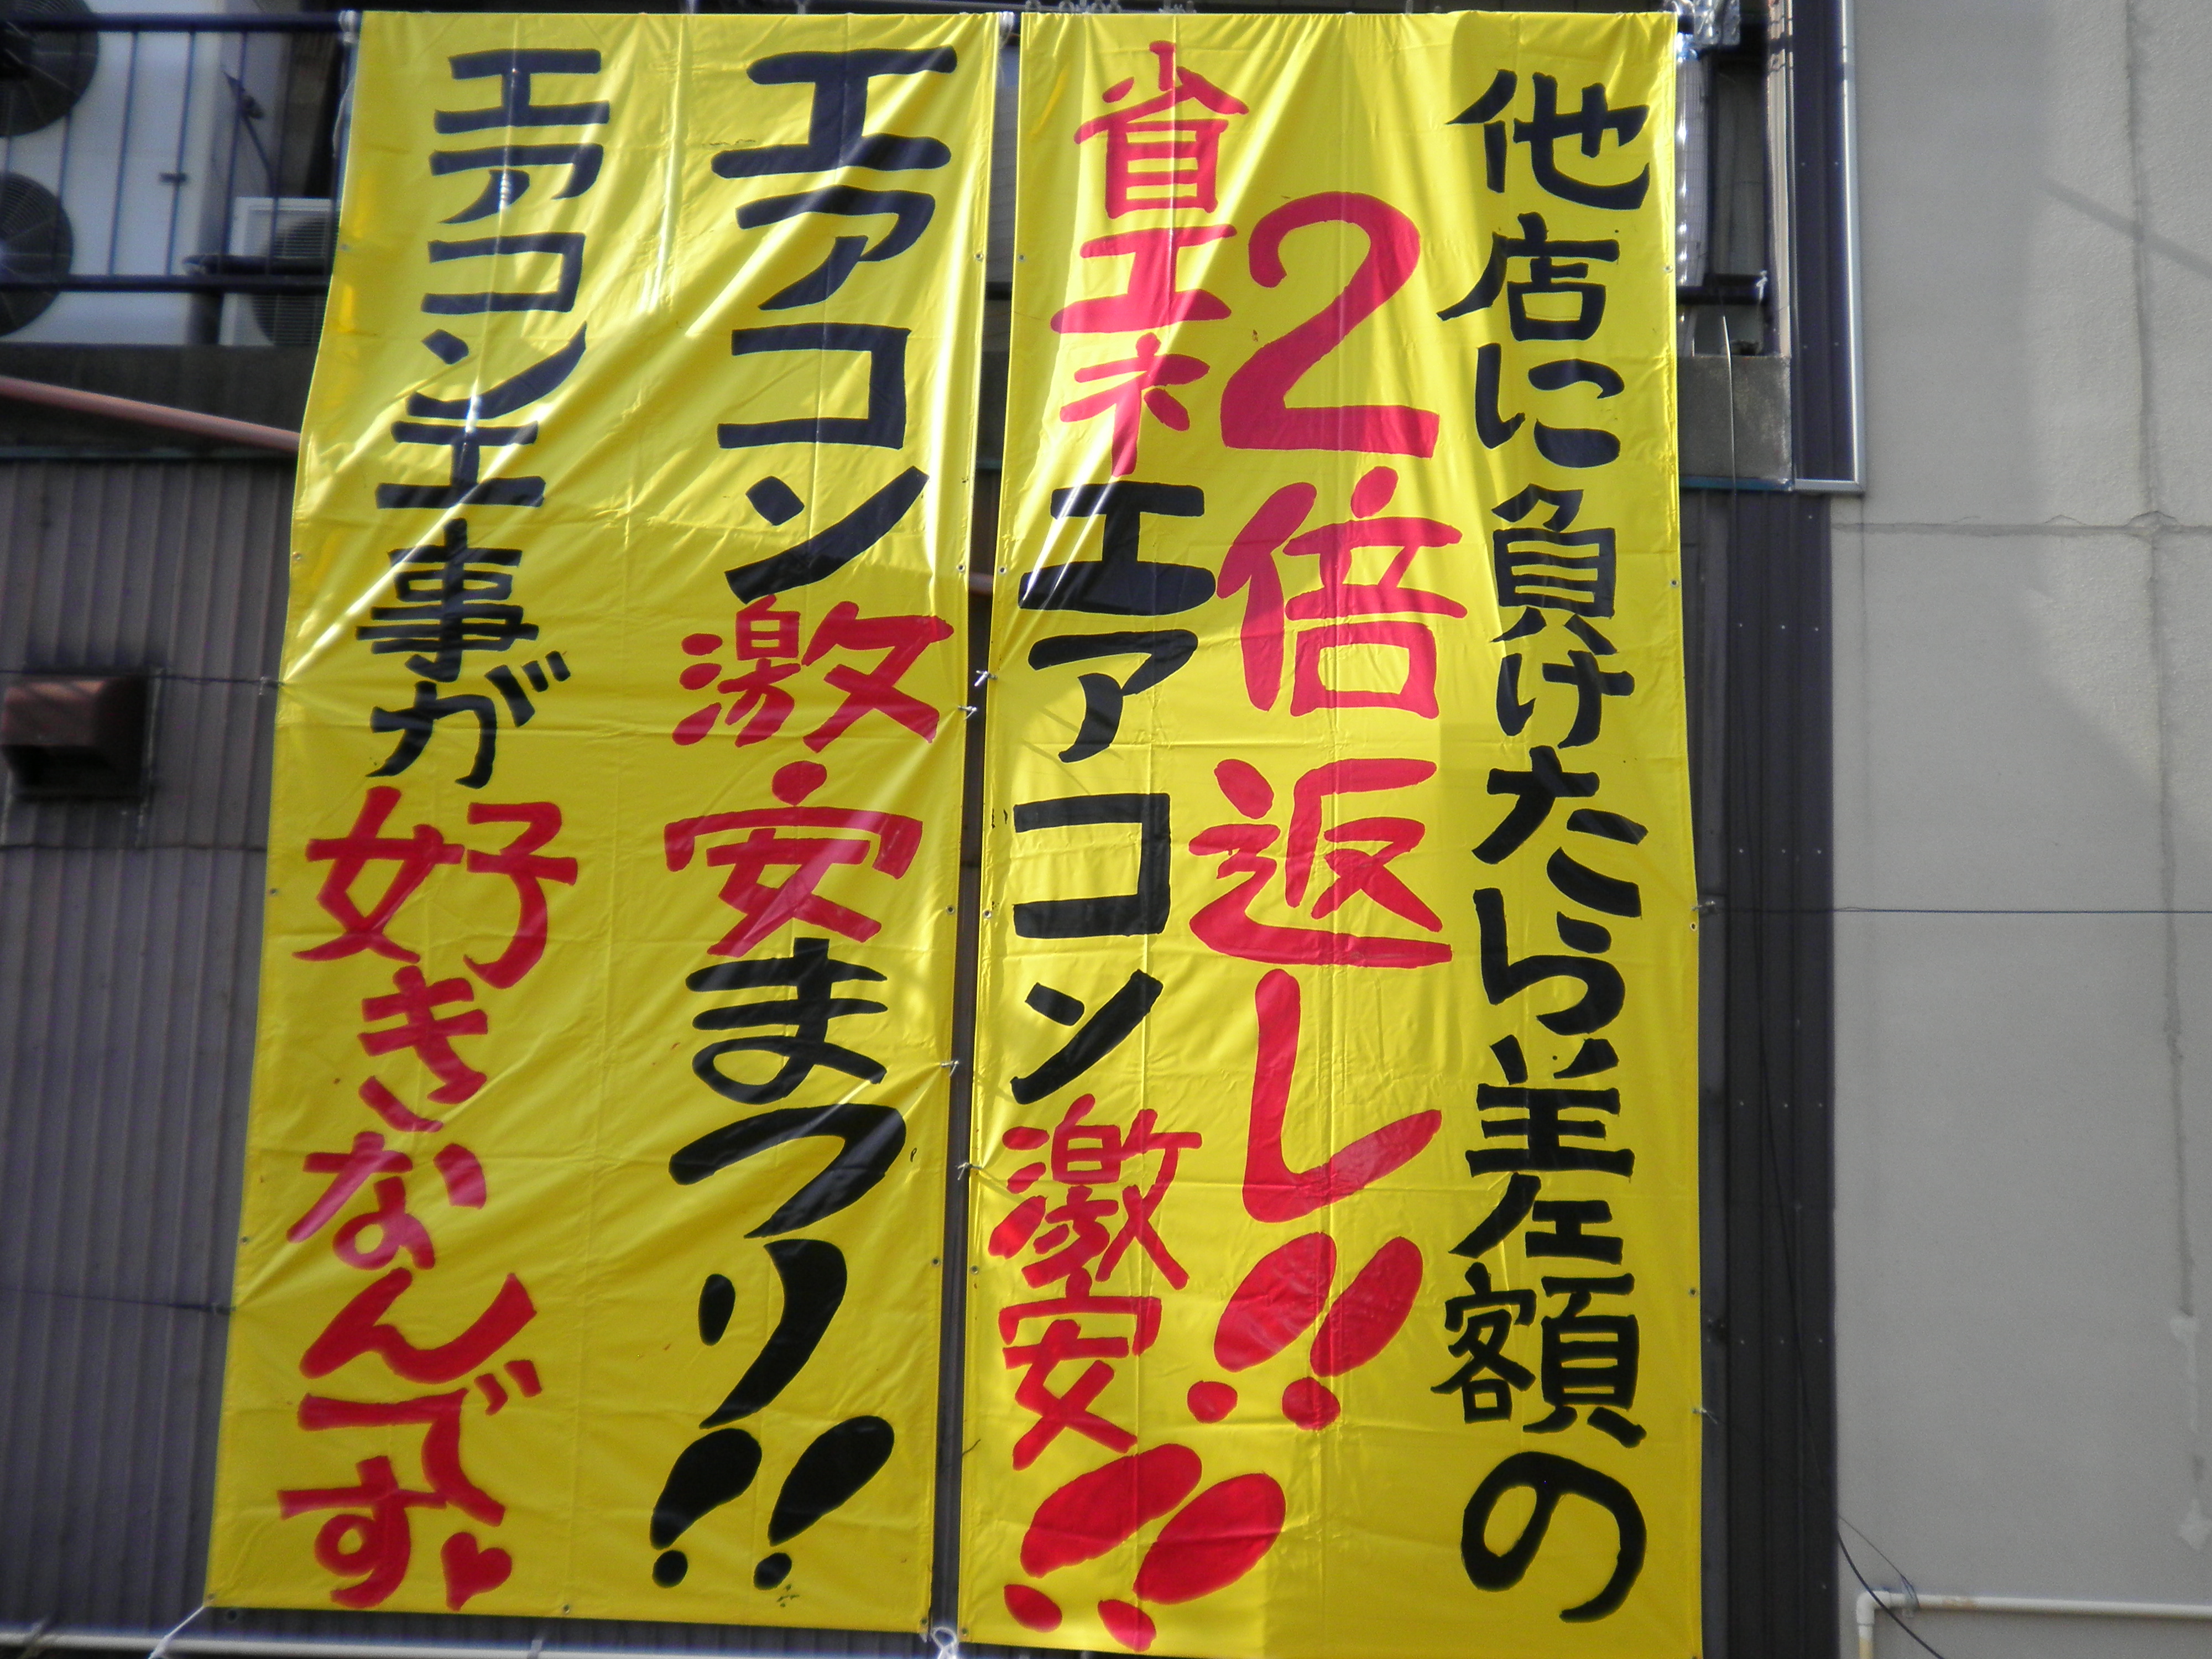 他店に負けたら差額の
2倍返し!!
省エネエアコン激安!!
エアコン激安まつり!!
エアコン工事が好きなんです♥